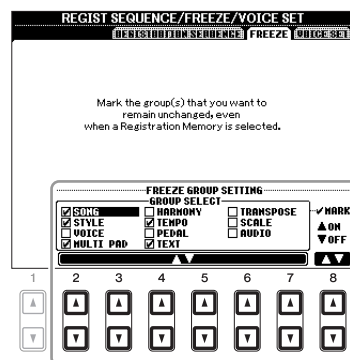 REGIST SEQUENCE/FREEZE/VOICE SET
REGISTRATION SEQUENCE FREEZE VOICE SET
Mark the group(s) that you want to
remain unchanged, even
when a Registration Memory is selected.
FREEZE GROUP SETTING
GROUP SELECT
SONG HARMONY TRANSPOSE MARK
STYLE TEMPO SCALE ON
VOICE PEDAL AUDIO OFF
MULTI PAD TEXT
1 2 3 4 5 6 7 8